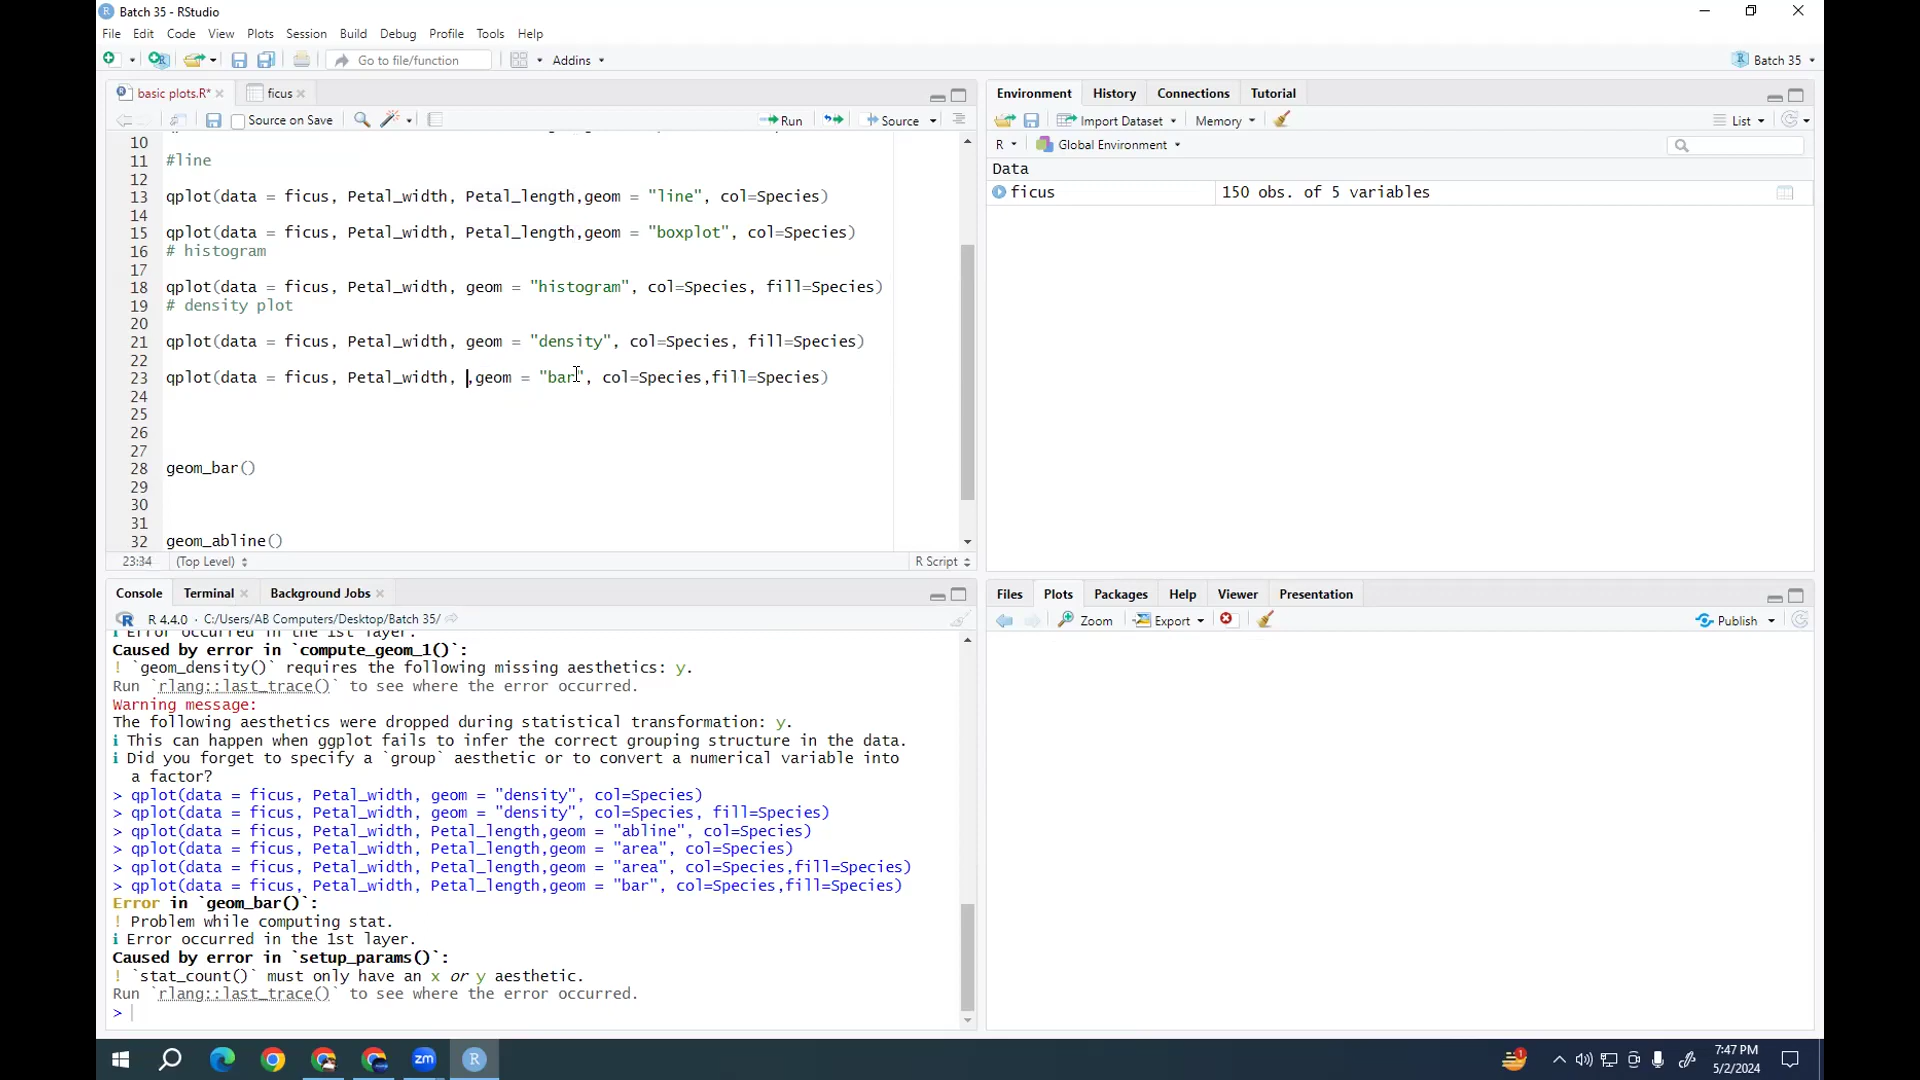 Batch 35 - RStudio
File Edit Code View Plots Session Build Debug Profile Tools Help
Go to file/function Addins Batch 35
basic plots.R* ficus
Source on Save Run Source
10
11 #line
12
13 qplot(data = ficus, Petal_width, Petal_length,geom = "line", col=Species)
14
15 qplot(data = ficus, Petal_width, Petal_length,geom = "boxplot", col=Species)
16 # histogram
17
18 qplot(data = ficus, Petal_width, geom = "histogram", col=Species, fill=Species)
19 # density plot
20
21 qplot(data = ficus, Petal_width, geom = "density", col=Species, fill=Species)
22
23 qplot(data = ficus, Petal_width, ,geom = "bar", col=Species,fill=Species)
24
25
26
27
28 geom_bar()
29
30
31
32 geom_abline()
23:34 (Top Level) R Script
Console Terminal Background Jobs
R 4.4.0 · C:/Users/AB Computers/Desktop/Batch 35/
i Error occurred in the 1st layer.
Caused by error in `compute_geom_1()`:
! `geom_density()` requires the following missing aesthetics: y.
Run `rlang::last_trace()` to see where the error occurred.
Warning message:
The following aesthetics were dropped during statistical transformation: y.
i This can happen when ggplot fails to infer the correct grouping structure in the data.
i Did you forget to specify a `group` aesthetic or to convert a numerical variable into
a factor?
> qplot(data = ficus, Petal_width, geom = "density", col=Species)
> qplot(data = ficus, Petal_width, geom = "density", col=Species, fill=Species)
> qplot(data = ficus, Petal_width, Petal_length,geom = "abline", col=Species)
> qplot(data = ficus, Petal_width, Petal_length,geom = "area", col=Species)
> qplot(data = ficus, Petal_width, Petal_length,geom = "area", col=Species,fill=Species)
> qplot(data = ficus, Petal_width, Petal_length,geom = "bar", col=Species,fill=Species)
Error in `geom_bar()`:
! Problem while computing stat.
i Error occurred in the 1st layer.
Caused by error in `setup_params()`:
! `stat_count()` must only have an x or y aesthetic.
Run `rlang::last_trace()` to see where the error occurred.
>
Environment History Connections Tutorial
Import Dataset Memory List
R Global Environment
Data
ficus 150 obs. of 5 variables
Files Plots Packages Help Viewer Presentation
Zoom Export Publish
zm R 1 7:47 PM
5/2/2024